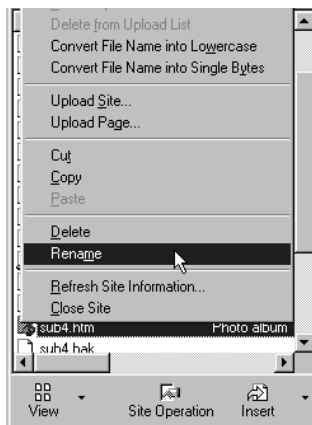 Delete from Upload List
Convert File Name into Lowercase
Convert File Name into Single Bytes
Upload Site...
Upload Page...
Cut
Copy
Paste
Delete
Rename
Refresh Site Information...
Close Site
sub4.htm Photo album
sub4.bak
View Site Operation Insert